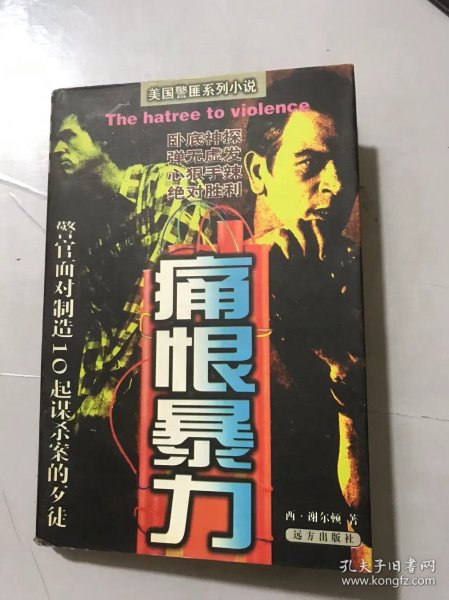 美国警匪系列小说
The hatree to violence
卧底神探
弹无虚发
心狠手辣
绝对胜利
警官面对制造10起谋杀案的歹徒
痛恨暴力
西·谢尔顿 著
远方出版社
孔夫子旧书网
www.kongfz.com